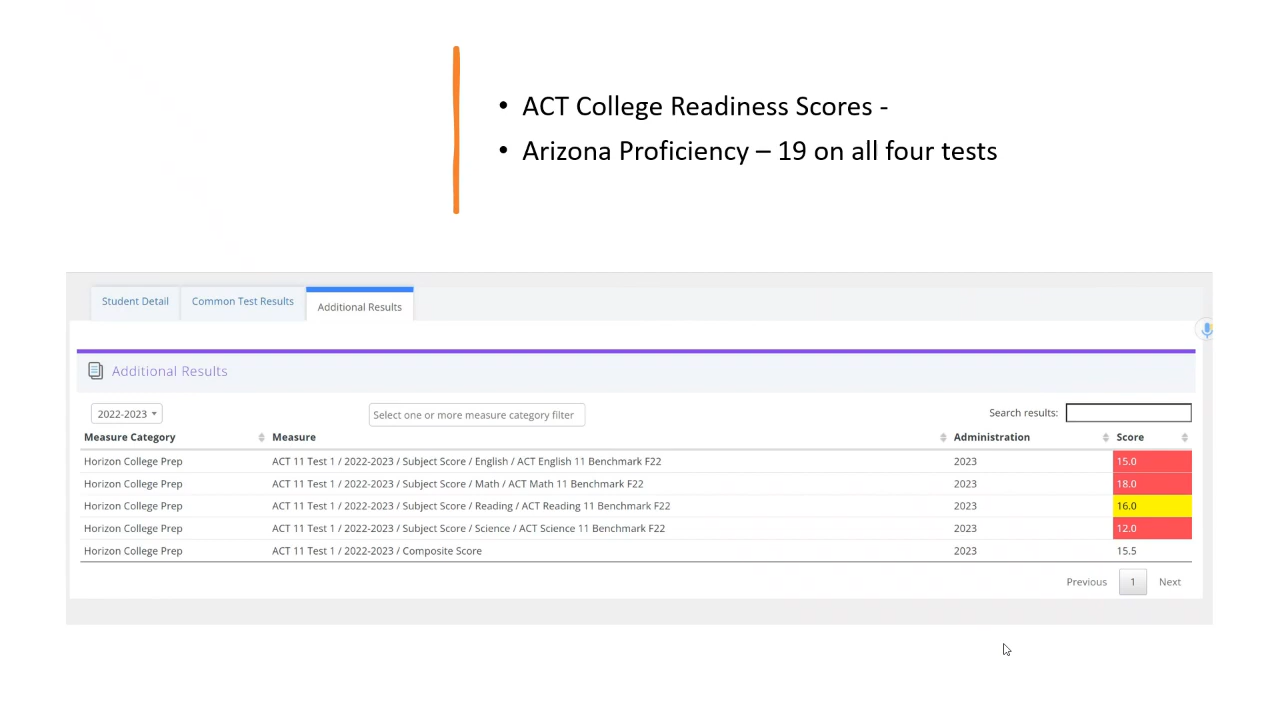 • ACT College Readiness Scores -
• Arizona Proficiency – 19 on all four tests
Student Detail Common Test Results Additional Results
Additional Results
2022-2023 Select one or more measure category filter Search results:
Measure Category Measure Administration Score
Horizon College Prep ACT 11 Test 1 / 2022-2023 / Subject Score / English / ACT English 11 Benchmark F22 2023 15.0
Horizon College Prep ACT 11 Test 1 / 2022-2023 / Subject Score / Math / ACT Math 11 Benchmark F22 2023 18.0
Horizon College Prep ACT 11 Test 1 / 2022-2023 / Subject Score / Reading / ACT Reading 11 Benchmark F22 2023 16.0
Horizon College Prep ACT 11 Test 1 / 2022-2023 / Subject Score / Science / ACT Science 11 Benchmark F22 2023 12.0
Horizon College Prep ACT 11 Test 1 / 2022-2023 / Composite Score 2023 15.5
Previous 1 Next